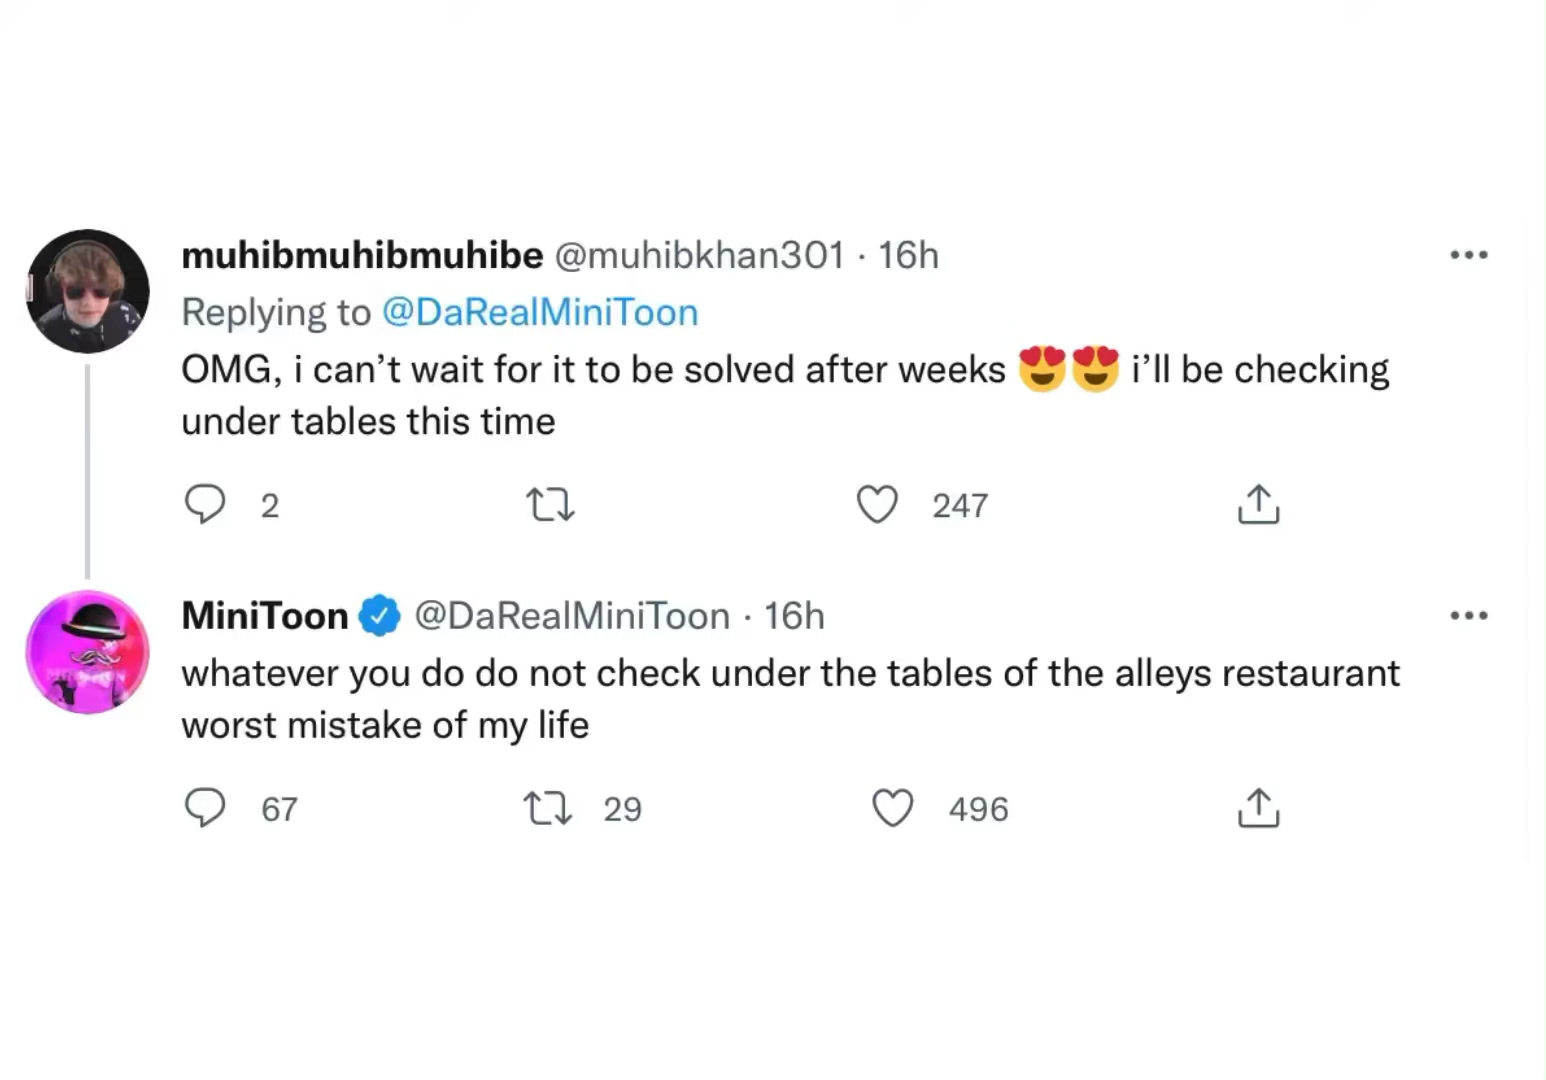 muhibmuhibmuhibe @muhibkhan301 · 16h
Replying to @DaRealMiniToon
OMG, i can’t wait for it to be solved after weeks 😍😍 i’ll be checking
under tables this time
2 247
MiniToon @DaRealMiniToon · 16h
whatever you do do not check under the tables of the alleys restaurant
worst mistake of my life
67 29 496